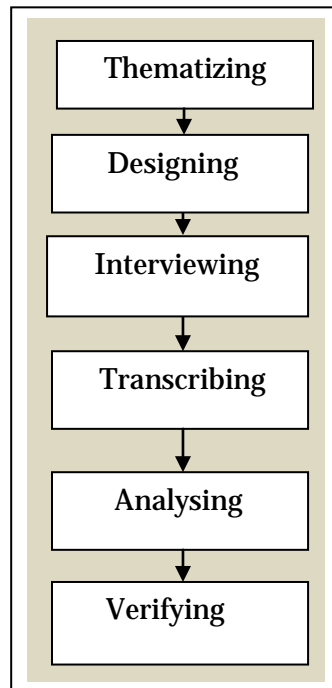 Thematizing
Designing
Interviewing
Transcribing
Analysing
Verifying